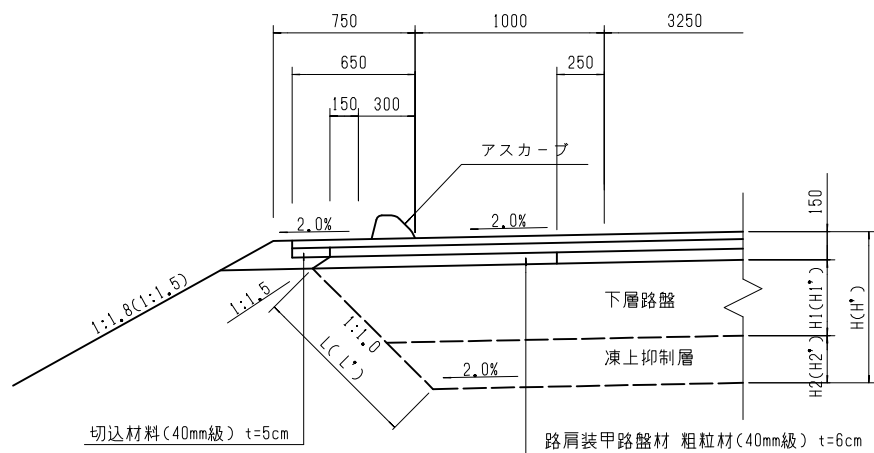 750
1000
3250
650
250
150
300
アスカーブ
2.0%
2.0%
150
1:1.8(1:1.5)
1:1.5
1:1.0
L(L')
下層路盤
H1(H1')
H(H')
凍上抑制層
2.0%
H2(H2')
切込材料(40mm級) t=5cm
路肩装甲路盤材 粗粒材(40mm級) t=6cm